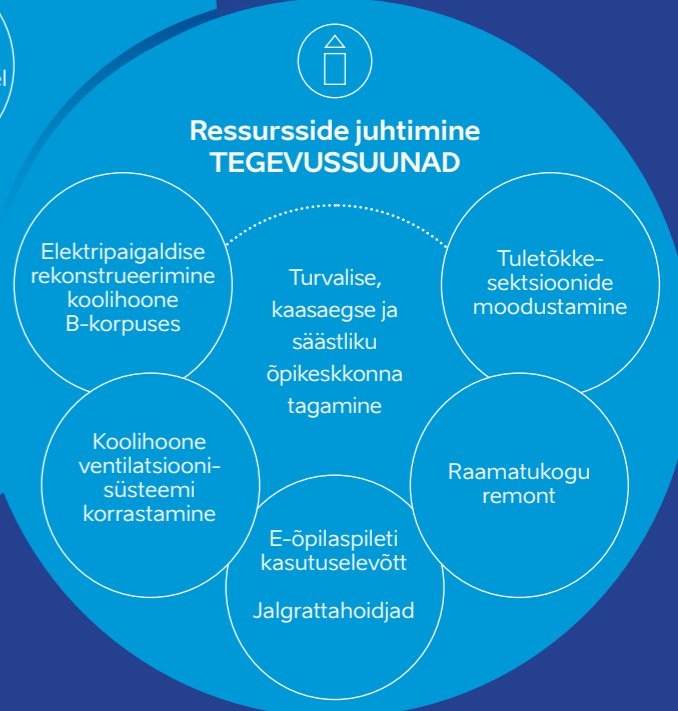 Ressursside juhtimine
TEGEVUSSUUNAD
Elektripaigaldise
rekonstrueerimine
koolihoone
B-korpuses
Turvalise,
kaasaegse ja
säästliku
õpikeskkonna
tagamine
Tuletõkke-
sektsioonide
moodustamine
Koolihoone
ventilatsiooni-
süsteemi
korrastamine
E-õpilaspileti
kasutuselevõtt
Jalgrattahoidjad
Raamatukogu
remont